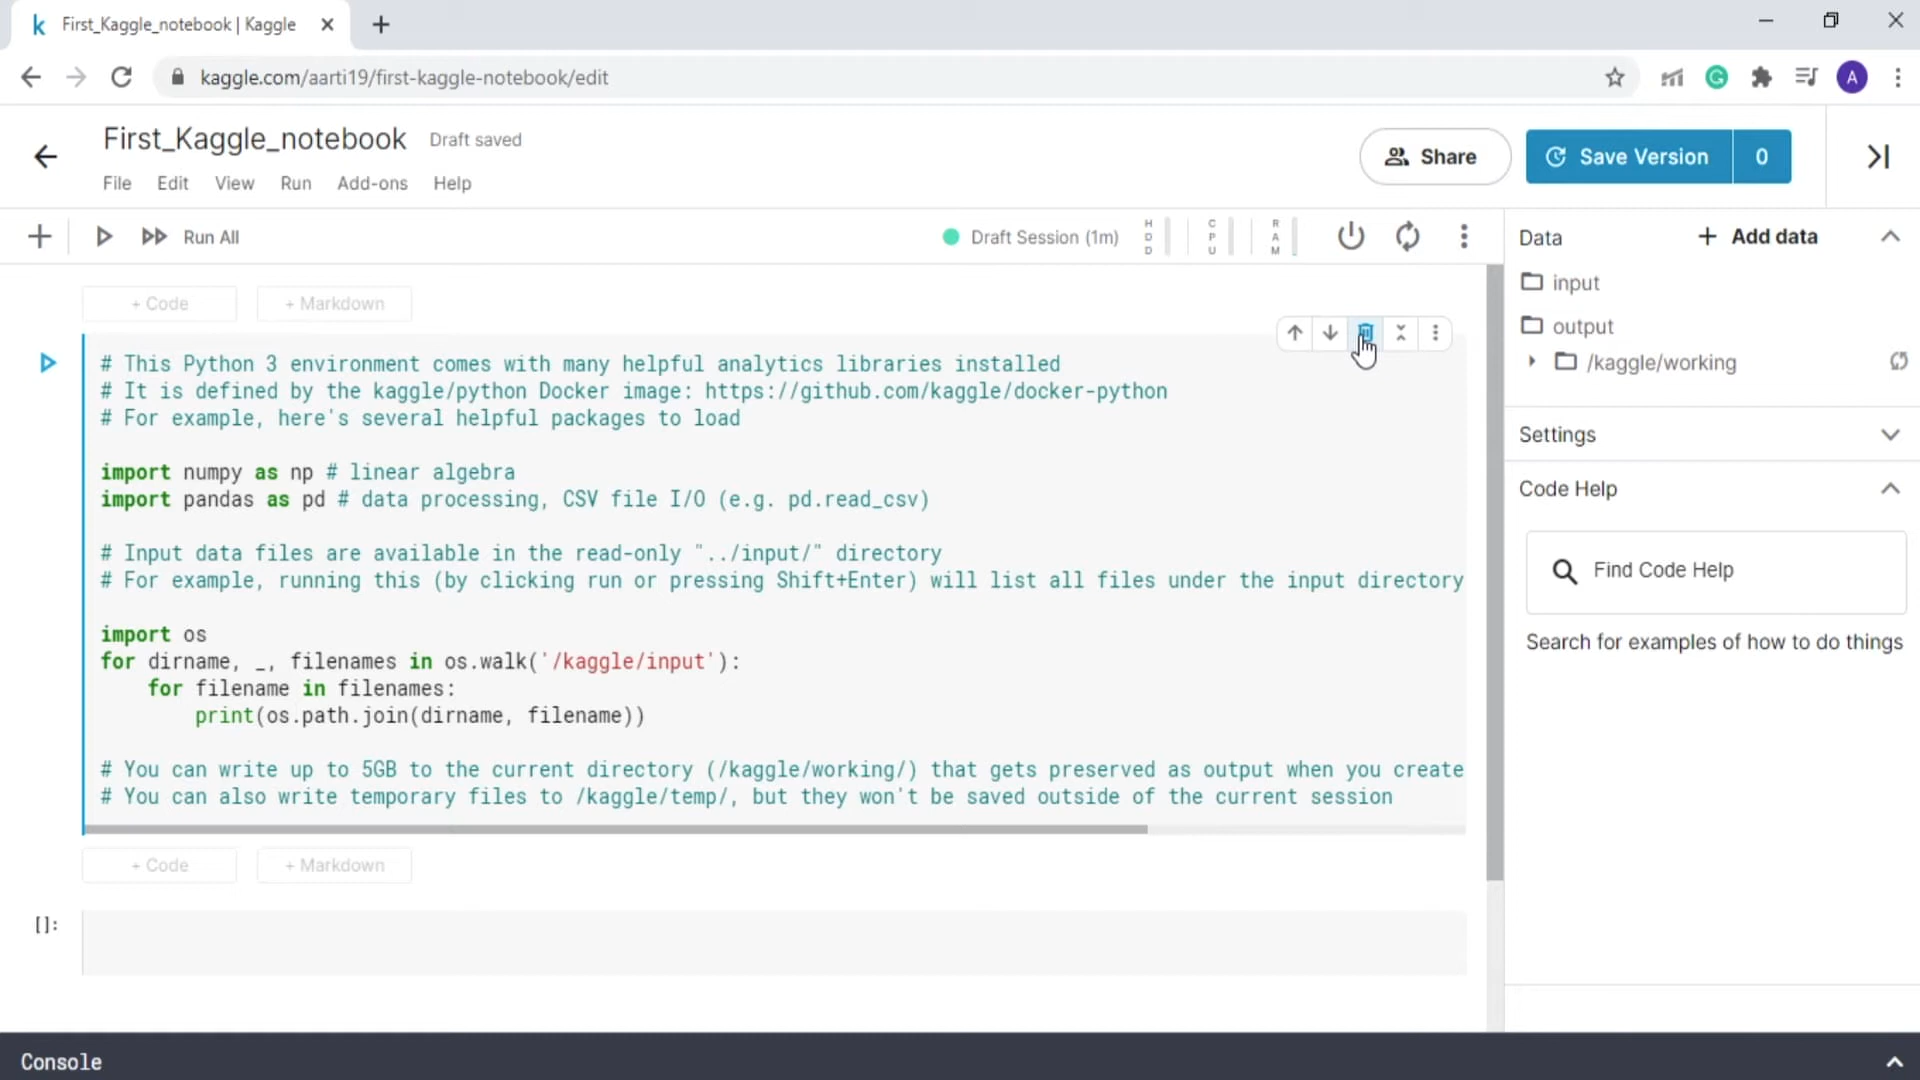 First_Kaggle_notebook | Kaggle
kaggle.com/aarti19/first-kaggle-notebook/edit
A
First_Kaggle_notebook Draft saved
File Edit View Run Add-ons Help
Share
Save Version 0
Run All
Draft Session (1m)
HDD
CPU
RAM
+ Code + Markdown
# This Python 3 environment comes with many helpful analytics libraries installed
# It is defined by the kaggle/python Docker image: https://github.com/kaggle/docker-python
# For example, here's several helpful packages to load
import numpy as np # linear algebra
import pandas as pd # data processing, CSV file I/O (e.g. pd.read_csv)
# Input data files are available in the read-only "../input/" directory
# For example, running this (by clicking run or pressing Shift+Enter) will list all files under the input directory
import os
for dirname, _, filenames in os.walk('/kaggle/input'):
    for filename in filenames:
        print(os.path.join(dirname, filename))
# You can write up to 5GB to the current directory (/kaggle/working/) that gets preserved as output when you create
# You can also write temporary files to /kaggle/temp/, but they won't be saved outside of the current session
+ Code + Markdown
[]:
Data
+ Add data
input
output
/kaggle/working
Settings
Code Help
Find Code Help
Search for examples of how to do things
Console